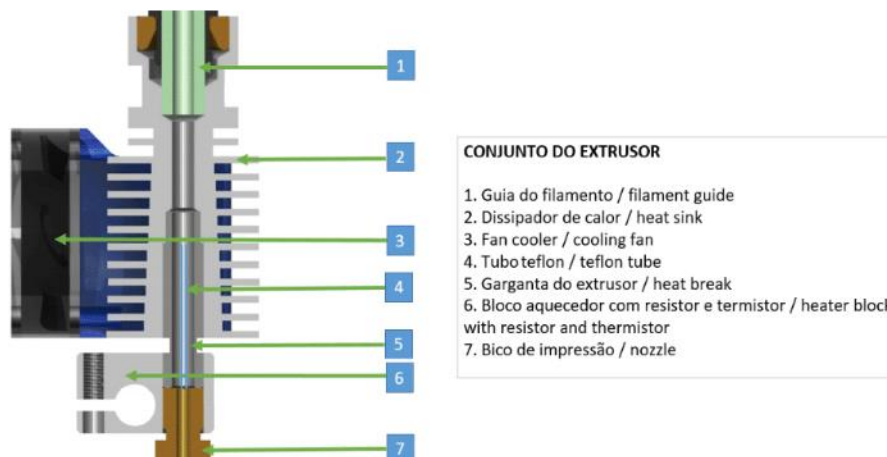 1
2
3
4
5
6
7
CONJUNTO DO EXTRUSOR
1. Guia do filamento / filament guide
2. Dissipador de calor / heat sink
3. Fan cooler / cooling fan
4. Tubo teflon / teflon tube
5. Garganta do extrusor / heat break
6. Bloco aquecedor com resistor e termistor / heater block
with resistor and thermistor
7. Bico de impressão / nozzle